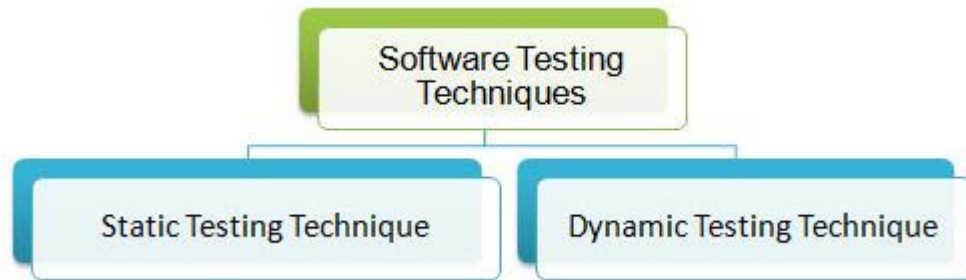 Software Testing
Techniques
Static Testing Technique
Dynamic Testing Technique